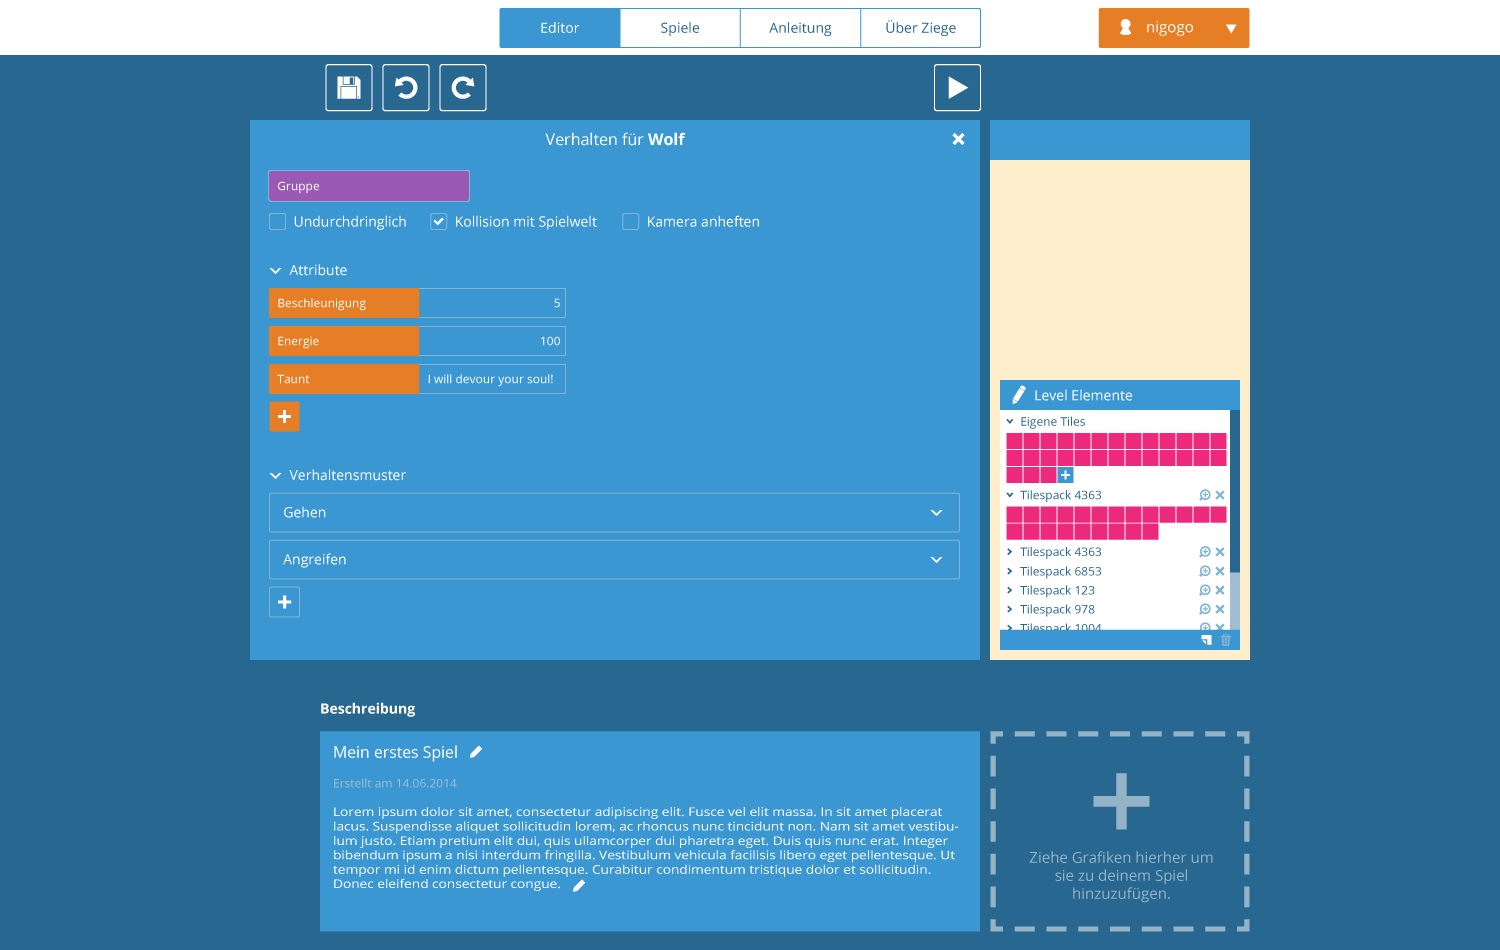 Editor
Spiele
Anleitung
Über Ziege
nigogo
Verhalten für Wolf
Gruppe
Undurchdringlich
Kollision mit Spielwelt
Kamera anheften
Attribute
Beschleunigung 5
Energie 100
Taunt I will devour your soul!
Verhaltensmuster
Gehen
Angreifen
Level Elemente
Eigene Tiles
Tilespack 4363
Tilespack 4363
Tilespack 6853
Tilespack 123
Tilespack 978
Tilespack 1004
Beschreibung
Mein erstes Spiel
Erstellt am 14.06.2014
Lorem ipsum dolor sit amet, consectetur adipiscing elit. Fusce vel elit massa. In sit amet placerat
lacus. Suspendisse aliquet sollicitudin lorem, ac rhoncus nunc tincidunt non. Nam sit amet vestibu-
lum justo. Etiam pretium elit dui, quis ullamcorper dui pharetra eget. Duis quis nunc erat. Integer
bibendum ipsum a nisi interdum fringilla. Vestibulum vehicula facilisis libero eget pellentesque. Ut
tempor mi id enim dictum pellentesque. Curabitur condimentum tristique dolor et sollicitudin.
Donec eleifend consectetur congue.
Ziehe Grafiken hierher um
sie zu deinem Spiel
hinzuzufügen.